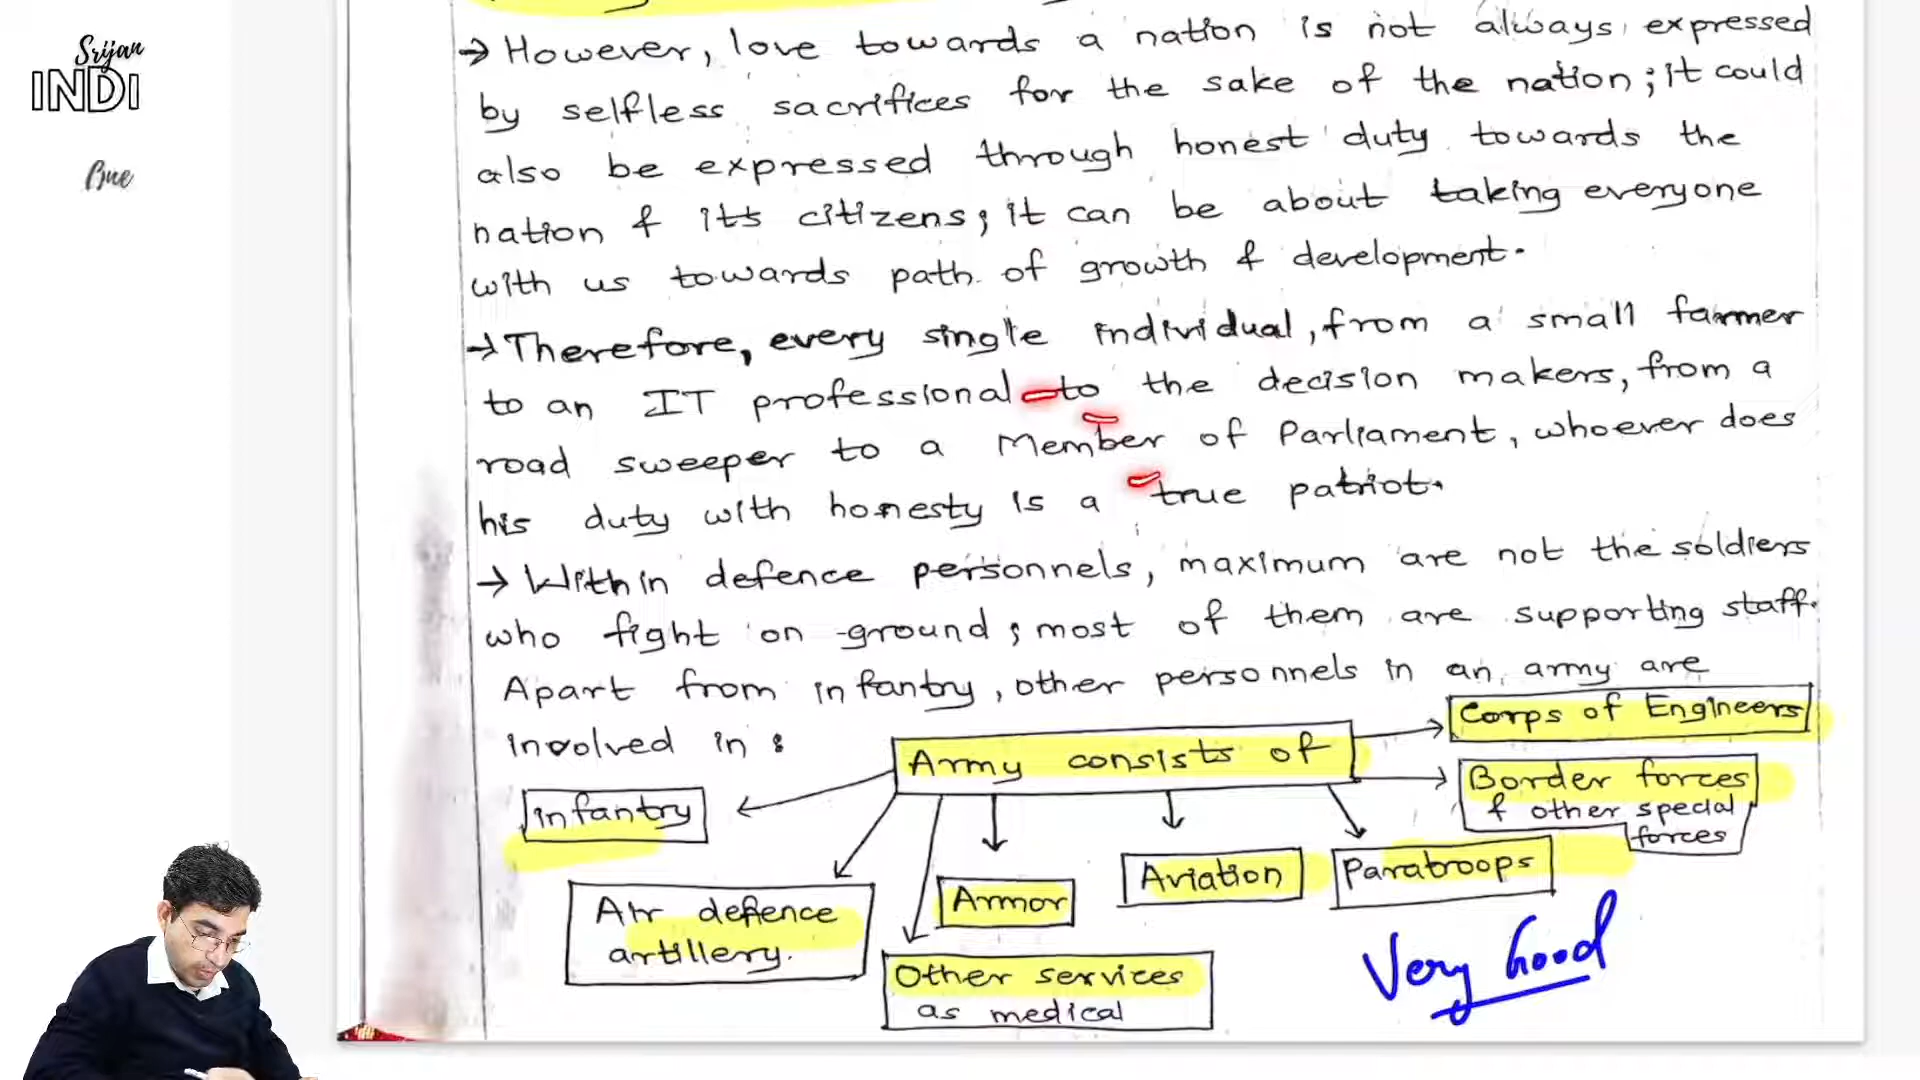 Srijan
INDI
→ However, love towards a nation is not always expressed
by selfless sacrifices for the sake of the nation; it could
also be expressed through honest duty towards the
nation & its citizens; it can be about taking everyone
with us towards path of growth & development.
→ Therefore, every single individual, from a small farmer
to an IT professional to the decision makers, from a
road sweeper to a Member of Parliament, whoever does
his duty with honesty is a true patriot.
→ Within defence personnels, maximum are not the soldiers
who fight on-ground; most of them are supporting staff.
Apart from infantry, other personnels in an army are
involved in:
Army consists of
Corps of Engineers
Border forces
& other special
forces
Infantry
Air defence
artillery.
Armor
Aviation
Paratroops
Other services
as medical
Very Good